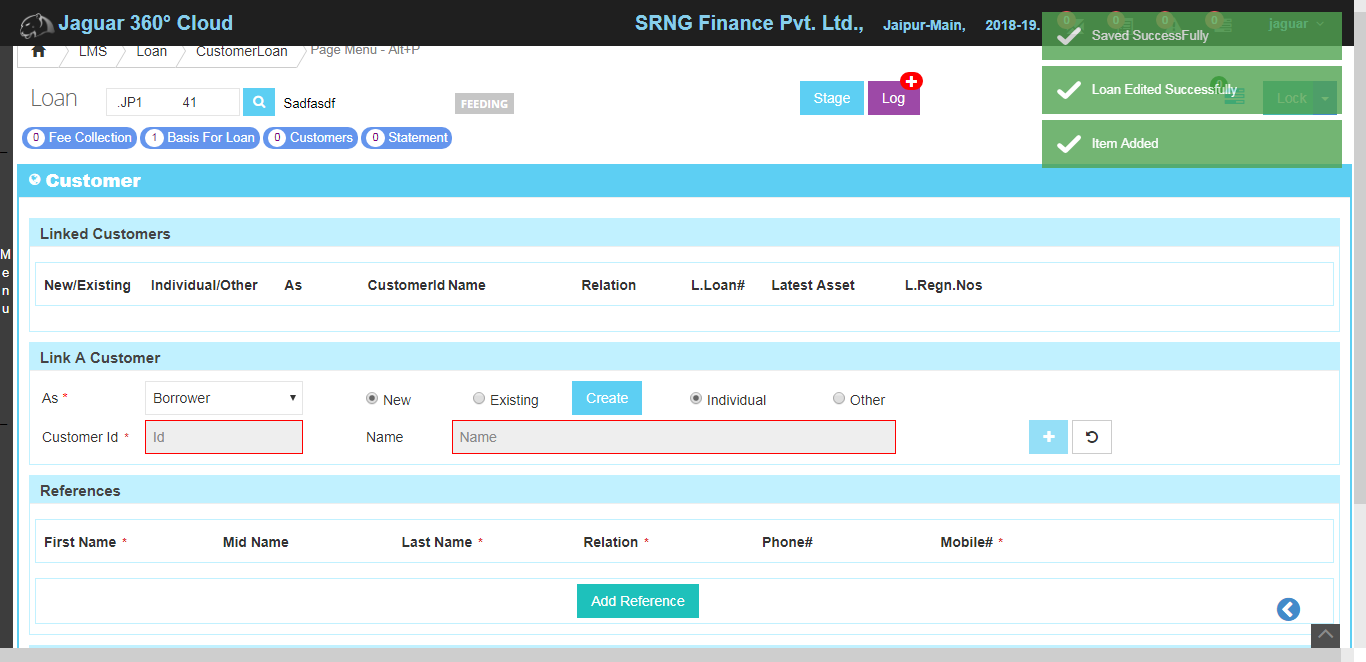 Jaguar 360° Cloud
SRNG Finance Pvt. Ltd., Jaipur-Main, 2018-19.
0 0 0 0 jaguar
Saved SuccessFully
LMS Loan CustomerLoan Page Menu - Alt+P
Loan .JP1 41 Sadfasdf FEEDING Stage Log
Loan Edited Successfully
Lock
0 Fee Collection 1 Basis For Loan 0 Customers 0 Statement
Item Added
Customer
Menu
Linked Customers
New/Existing Individual/Other As CustomerId Name Relation L.Loan# Latest Asset L.Regn.Nos
Link A Customer
As * Borrower New Existing Create Individual Other
Customer Id * Id Name Name
References
First Name * Mid Name Last Name * Relation * Phone# Mobile# *
Add Reference